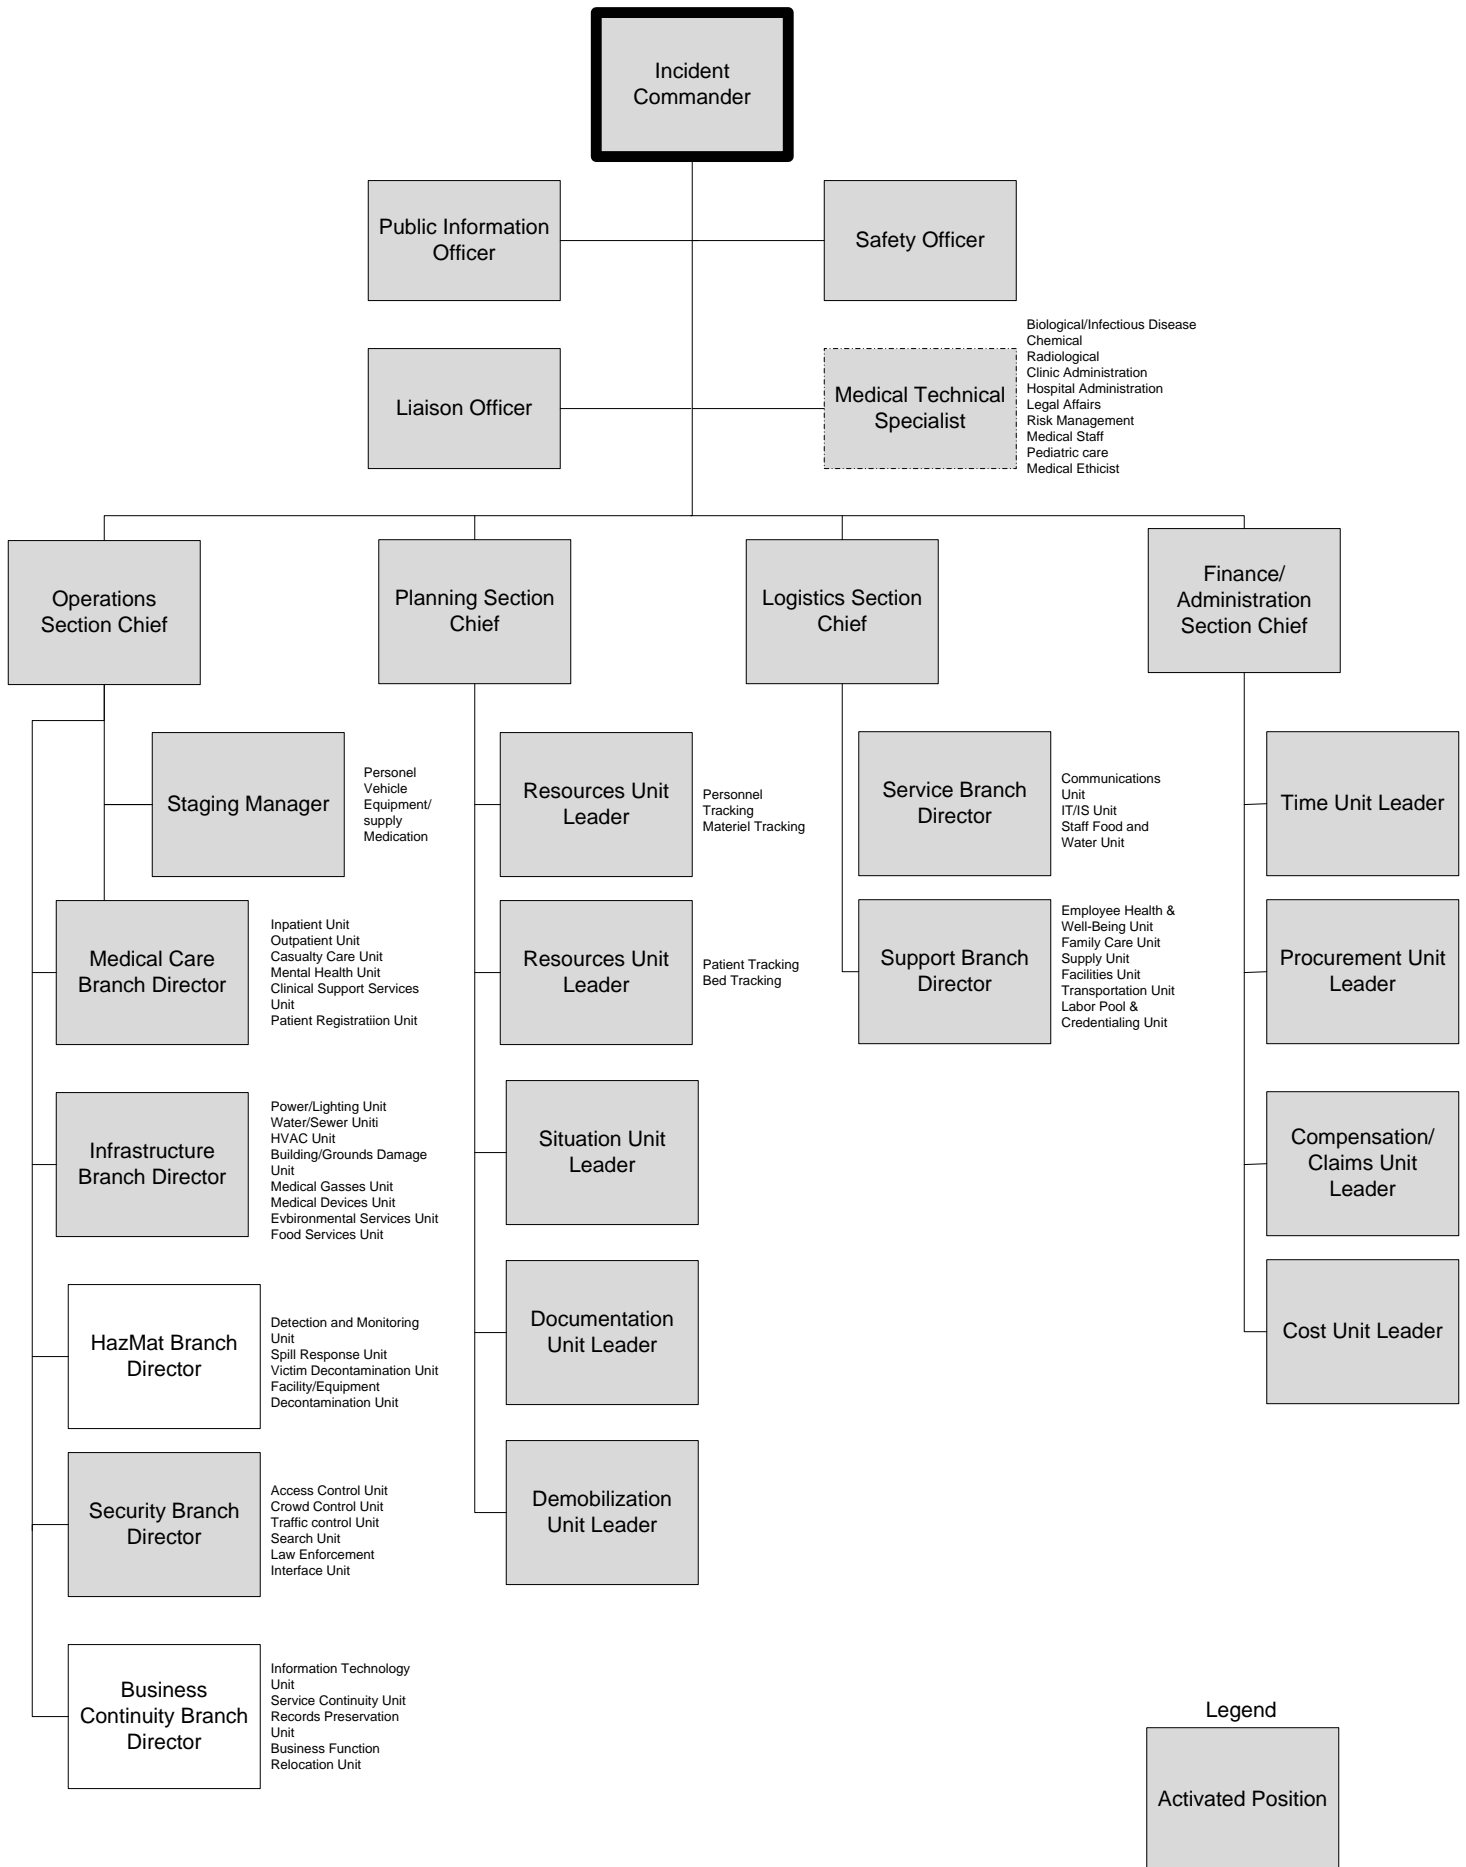 Incident
Commander
Public Information
Officer
Safety Officer
Liaison Officer
Medical Technical
Specialist
Biological/Infectious Disease
Chemical
Radiological
Clinic Administration
Hospital Administration
Legal Affairs
Risk Management
Medical Staff
Pediatric care
Medical Ethicist
Operations
Section Chief
Planning Section
Chief
Logistics Section
Chief
Finance/
Administration
Section Chief
Staging Manager
Personel
Vehicle
Equipment/
supply
Medication
Resources Unit
Leader
Personnel
Tracking
Materiel Tracking
Service Branch
Director
Communications
Unit
IT/IS Unit
Staff Food and
Water Unit
Time Unit Leader
Medical Care
Branch Director
Inpatient Unit
Outpatient Unit
Casualty Care Unit
Mental Health Unit
Clinical Support Services
Unit
Patient Registratiion Unit
Resources Unit
Leader
Patient Tracking
Bed Tracking
Support Branch
Director
Employee Health &
Well-Being Unit
Family Care Unit
Supply Unit
Facilities Unit
Transportation Unit
Labor Pool &
Credentialing Unit
Procurement Unit
Leader
Infrastructure
Branch Director
Power/Lighting Unit
Water/Sewer Uniti
HVAC Unit
Building/Grounds Damage
Unit
Medical Gasses Unit
Medical Devices Unit
Evbironmental Services Unit
Food Services Unit
Situation Unit
Leader
Compensation/
Claims Unit
Leader
HazMat Branch
Director
Detection and Monitoring
Unit
Spill Response Unit
Victim Decontamination Unit
Facility/Equipment
Decontamination Unit
Documentation
Unit Leader
Cost Unit Leader
Security Branch
Director
Access Control Unit
Crowd Control Unit
Traffic control Unit
Search Unit
Law Enforcement
Interface Unit
Demobilization
Unit Leader
Business
Continuity Branch
Director
Information Technology
Unit
Service Continuity Unit
Records Preservation
Unit
Business Function
Relocation Unit
Legend
Activated Position